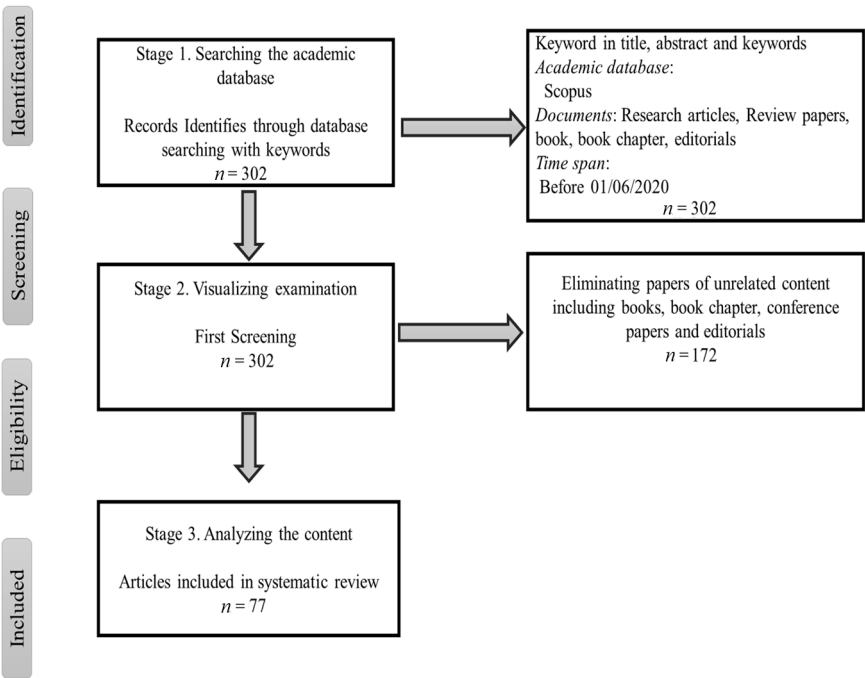 Identification
Stage 1. Searching the academic
database
Records Identifies through database
searching with keywords
n = 302
Keyword in title, abstract and keywords
Academic database:
Scopus
Documents: Research articles, Review papers,
book, book chapter, editorials
Time span:
Before 01/06/2020
n = 302
Screening
Stage 2. Visualizing examination
First Screening
n = 302
Eliminating papers of unrelated content
including books, book chapter, conference
papers and editorials
n = 172
Eligibility
Stage 3. Analyzing the content
Articles included in systematic review
n = 77
Included